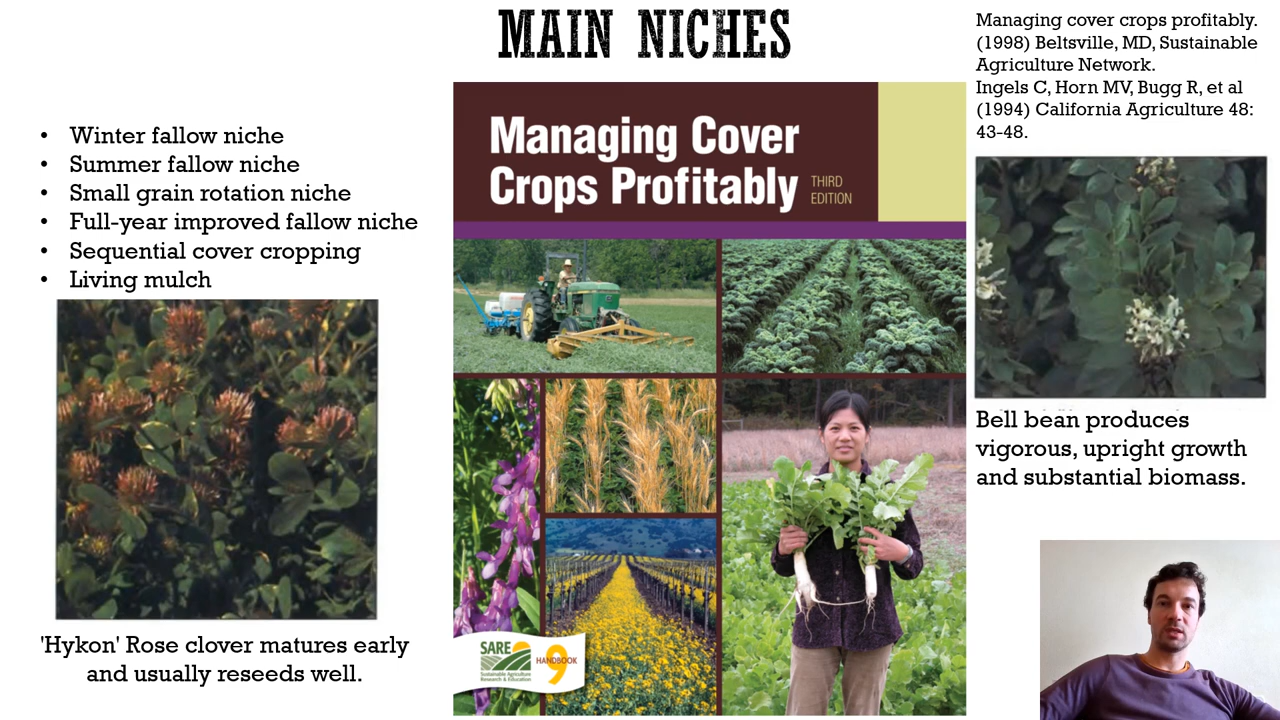 MAIN NICHES
• Winter fallow niche
• Summer fallow niche
• Small grain rotation niche
• Full-year improved fallow niche
• Sequential cover cropping
• Living mulch
'Hykon' Rose clover matures early
and usually reseeds well.
Managing Cover
Crops Profitably
THIRD
EDITION
SARE
Sustainable Agriculture
Research & Education
HANDBOOK
9
Managing cover crops profitably.
(1998) Beltsville, MD, Sustainable
Agriculture Network.
Ingels C, Horn MV, Bugg R, et al
(1994) California Agriculture 48:
43-48.
Bell bean produces
vigorous, upright growth
and substantial biomass.